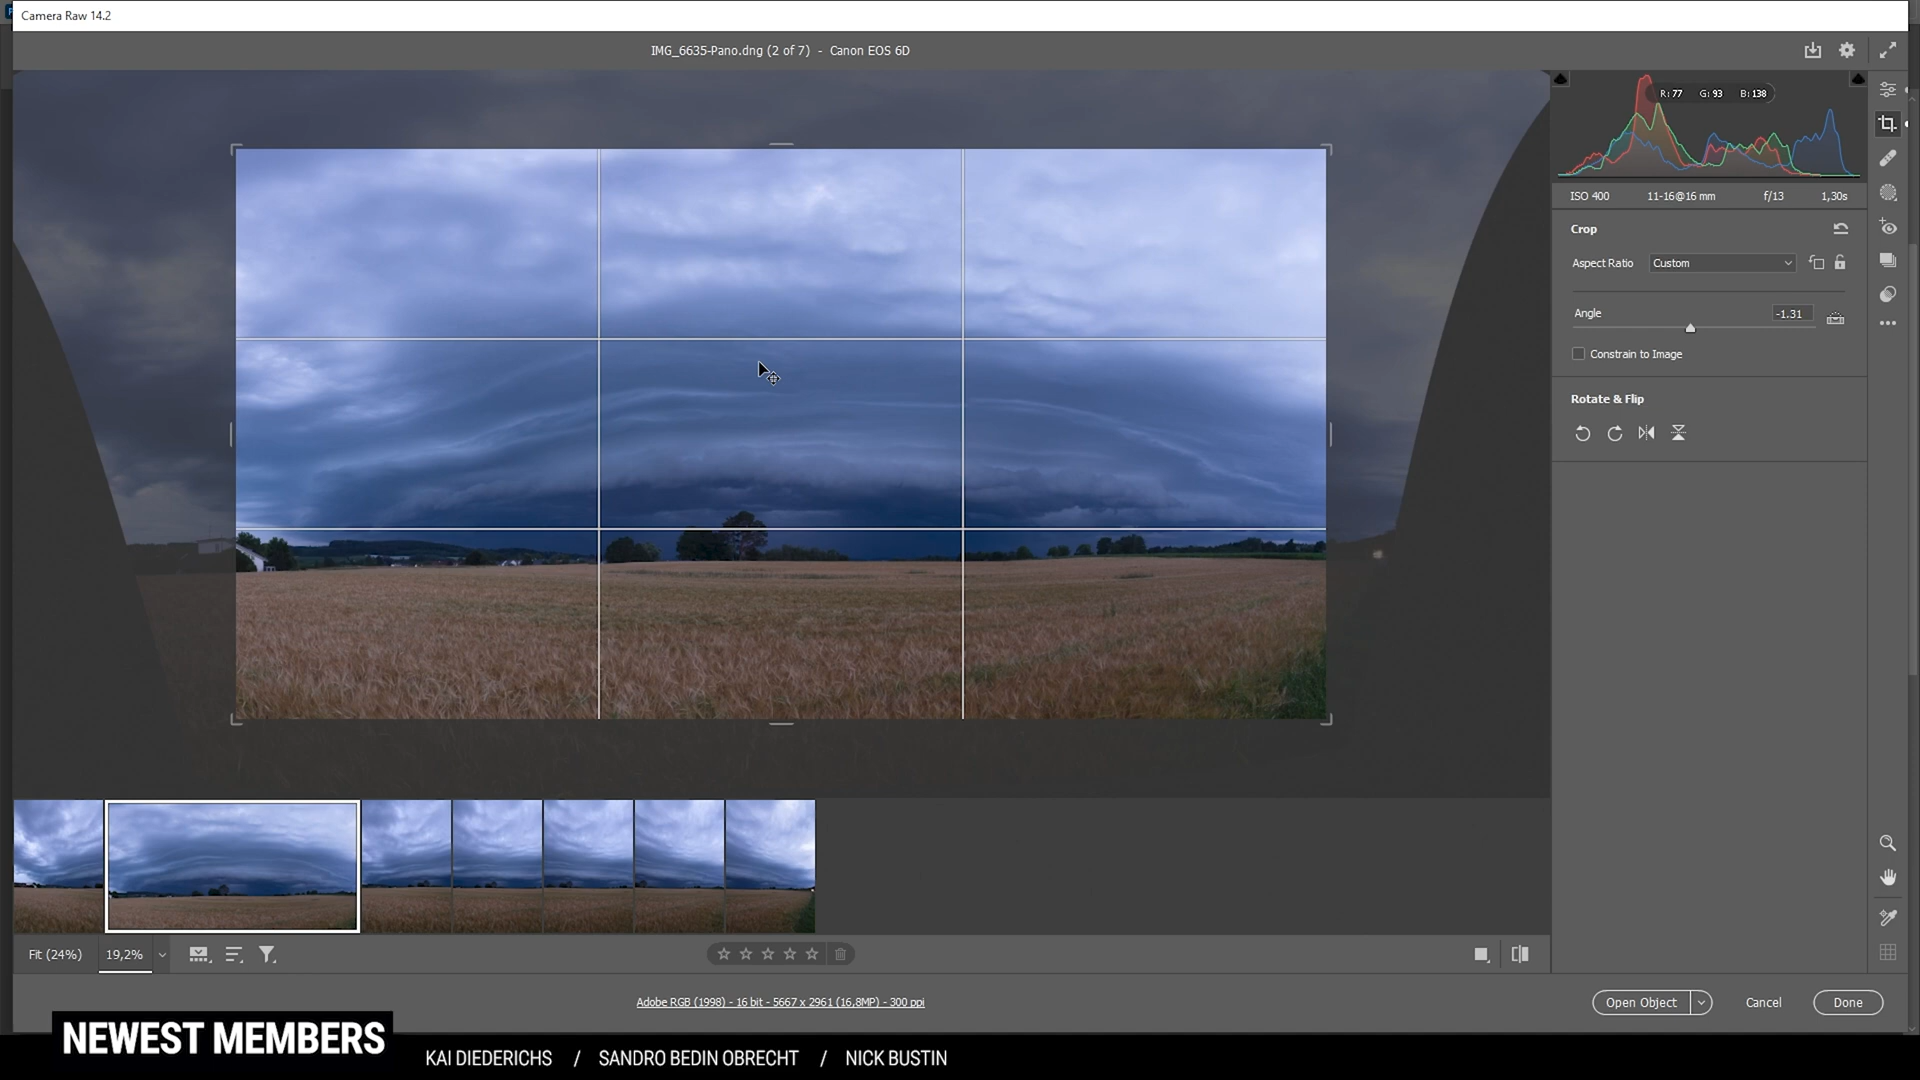 Camera Raw 14.2
IMG_6635-Pano.dng (2 of 7) - Canon EOS 6D
R: 77 G: 93 B: 138
ISO 400 11-16@16 mm f/13 1,30s
Crop
Aspect Ratio Custom
Angle -1.31
Constrain to Image
Rotate & Flip
Fit (24%) 19,2%
Adobe RGB (1998) - 16 bit - 5667 x 2961 (16,8MP) - 300 ppi
Open Object Cancel Done
NEWEST MEMBERS
KAI DIEDERICHS / SANDRO BEDIN OBRECHT / NICK BUSTIN